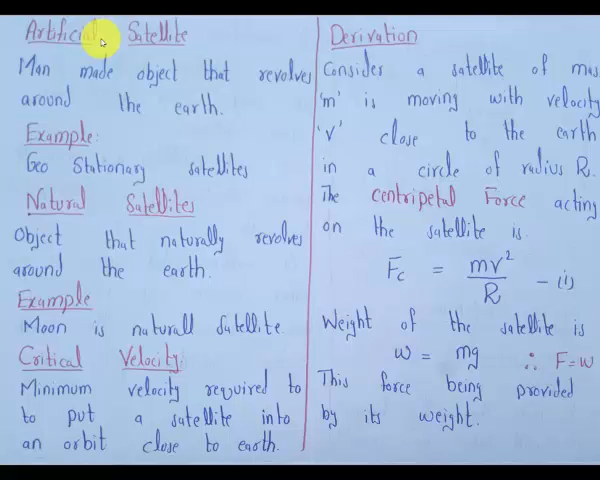 Artificial Satellite
Man made object that revolves
around the earth.
Example:
Geo Stationary satellites
Natural Satellites
Object that naturally revolves
around the earth.
Example
Moon is naturall satellite.
Critical Velocity:
Minimum velocity required to
to put a satellite into
an orbit close to earth.
Derivation
Consider a satellite of mas
'm' is moving with velocity
'v' close to the earth
in a circle of radius R.
The centripetal Force acting
on the satellite is.
Fc = mv²/R – (i)
Weight of the satellite is
w = mg ∴ F=w
This force being provided
by its weight.